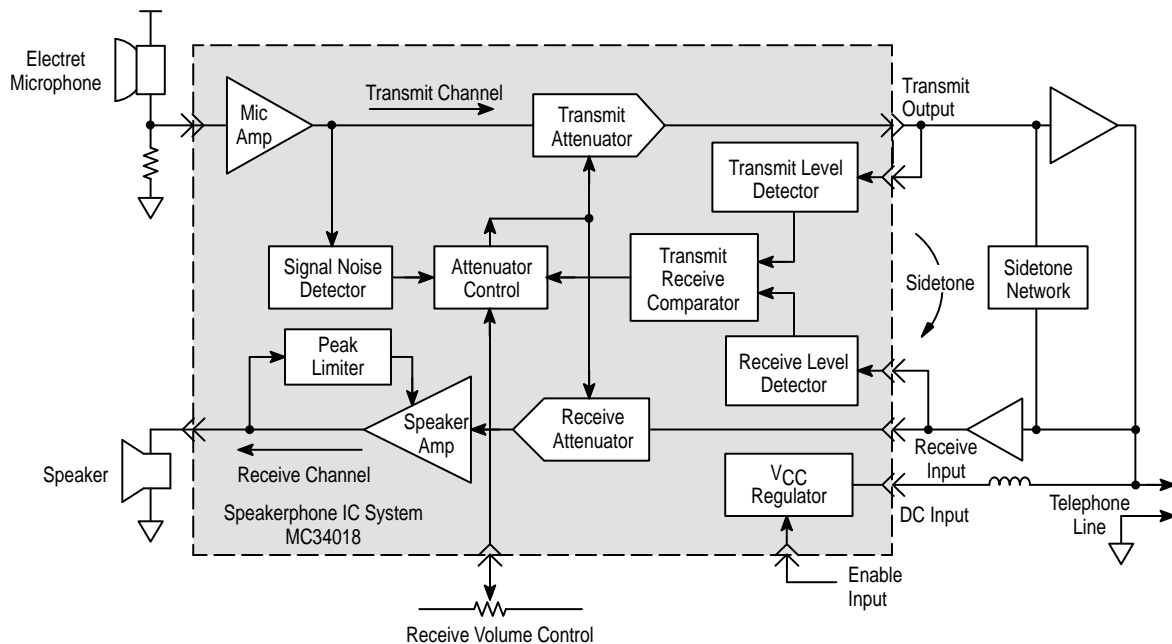 Electret
Microphone
Mic
Amp
Transmit Channel
Transmit
Attenuator
Transmit
Output
Transmit Level
Detector
Signal Noise
Detector
Attenuator
Control
Transmit
Receive
Comparator
Sidetone
Sidetone
Network
Peak
Limiter
Receive Level
Detector
Speaker
Amp
Receive
Attenuator
Receive
Input
Speaker
Receive Channel
VCC
Regulator
DC Input
Telephone
Line
Speakerphone IC System
MC34018
Enable
Input
Receive Volume Control